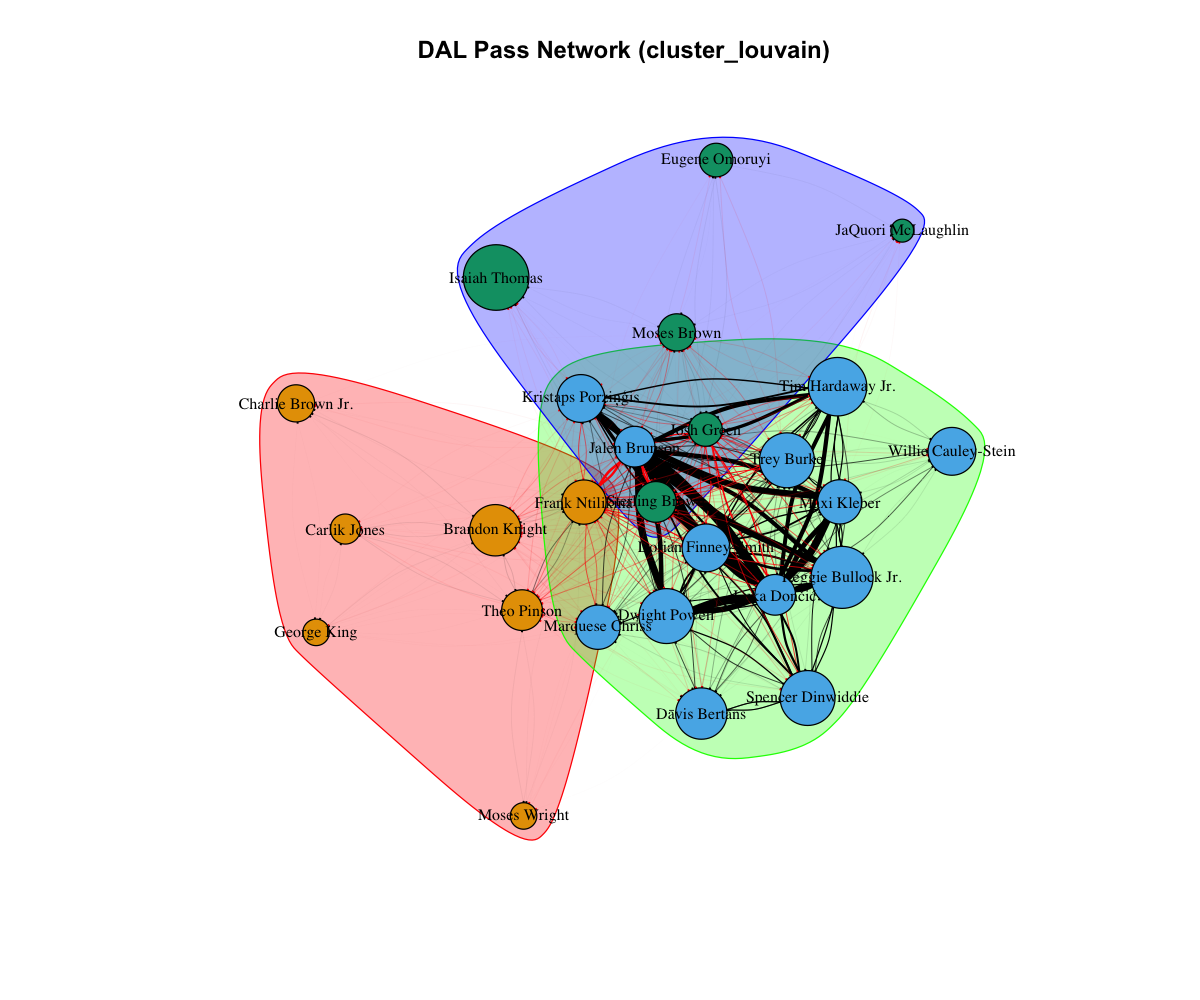 DAL Pass Network (cluster_louvain)
Eugene Omoruyi
JaQuori McLaughlin
Isaiah Thomas
Moses Brown
Tim Hardaway Jr.
Kristaps Porzingis
Charlie Brown Jr.
Josh Green
Jalen Brunson
Willie Cauley-Stein
Trey Burke
Frank Ntilikina
Sterling Brown
Maxi Kleber
Carlik Jones
Brandon Knight
Dorian Finney-Smith
Reggie Bullock Jr.
Luka Doncic
Theo Pinson
Dwight Powell
Marquese Chriss
George King
Spencer Dinwiddie
Dāvis Bertāns
Moses Wright